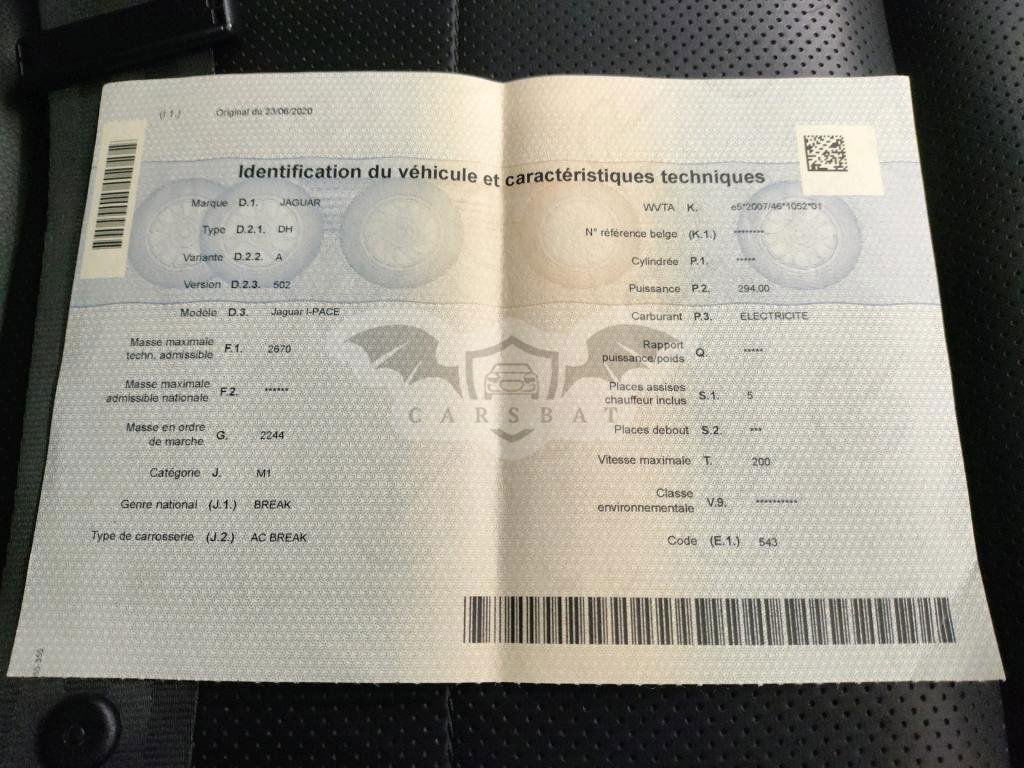 (I 1.) Original du 23/06/2020
Identification du véhicule et caractéristiques techniques
Marque D.1. JAGUAR
Type D.2.1. DH
Variante D.2.2. A
Version D.2.3. 502
Modèle D.3. Jaguar I-PACE
Masse maximale
techn. admissible F.1. 2670
Masse maximale
admissible nationale F.2. ******
Masse en ordre
de marche G. 2244
Catégorie J. M1
Genre national (J.1.) BREAK
Type de carrosserie (J.2.) AC BREAK
WVTA K. e5*2007/46*1052*01
N° référence belge (K.1.) ********
Cylindrée P.1. *****
Puissance P.2. 294.00
Carburant P.3. ELECTRICITE
Rapport
puissance/poids Q. *****
Places assises
chauffeur inclus S.1. 5
Places debout S.2. ***
Vitesse maximale T. 200
Classe
environnementale V.9. **********
Code (E.1.) 543
CARSBAT